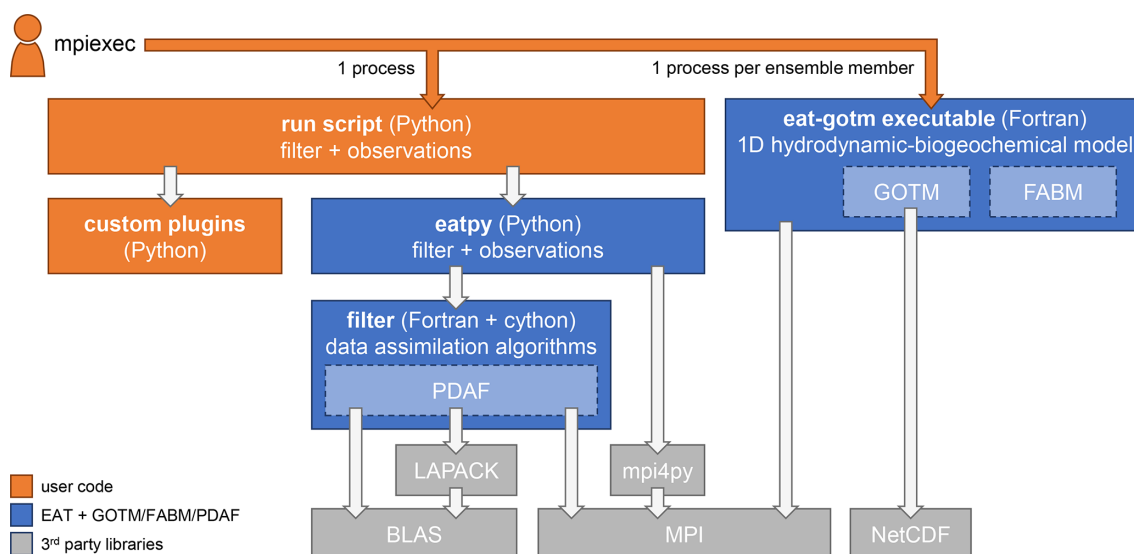 mpiexec
1 process
1 process per ensemble member
run script (Python)
filter + observations
eat-gotm executable (Fortran)
1D hydrodynamic-biogeochemical model
GOTM
FABM
custom plugins
(Python)
eatpy (Python)
filter + observations
filter (Fortran + cython)
data assimilation algorithms
PDAF
LAPACK
mpi4py
user code
EAT + GOTM/FABM/PDAF
3rd party libraries
BLAS
MPI
NetCDF